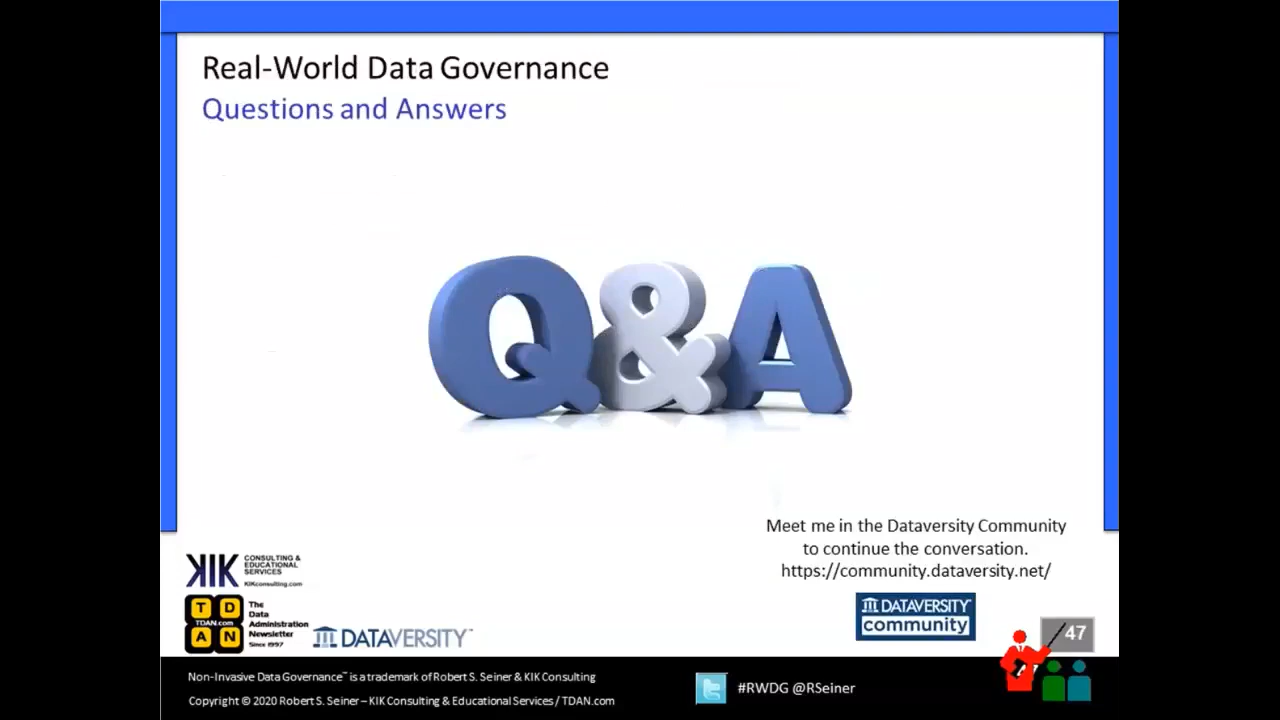 Real-World Data Governance
Questions and Answers
Q&A
Meet me in the Dataversity Community
to continue the conversation.
https://community.dataversity.net/
KIK CONSULTING &
EDUCATIONAL
SERVICES
KIKconsulting.com
T D
TDAN.com
A N
The
Data
Administration
Newsletter
Since 1997
DATAVERSITY™
DATAVERSITY
community
47
Non-Invasive Data Governance™ is a trademark of Robert S. Seiner & KIK Consulting
Copyright © 2020 Robert S. Seiner – KIK Consulting & Educational Services / TDAN.com
#RWDG @RSeiner